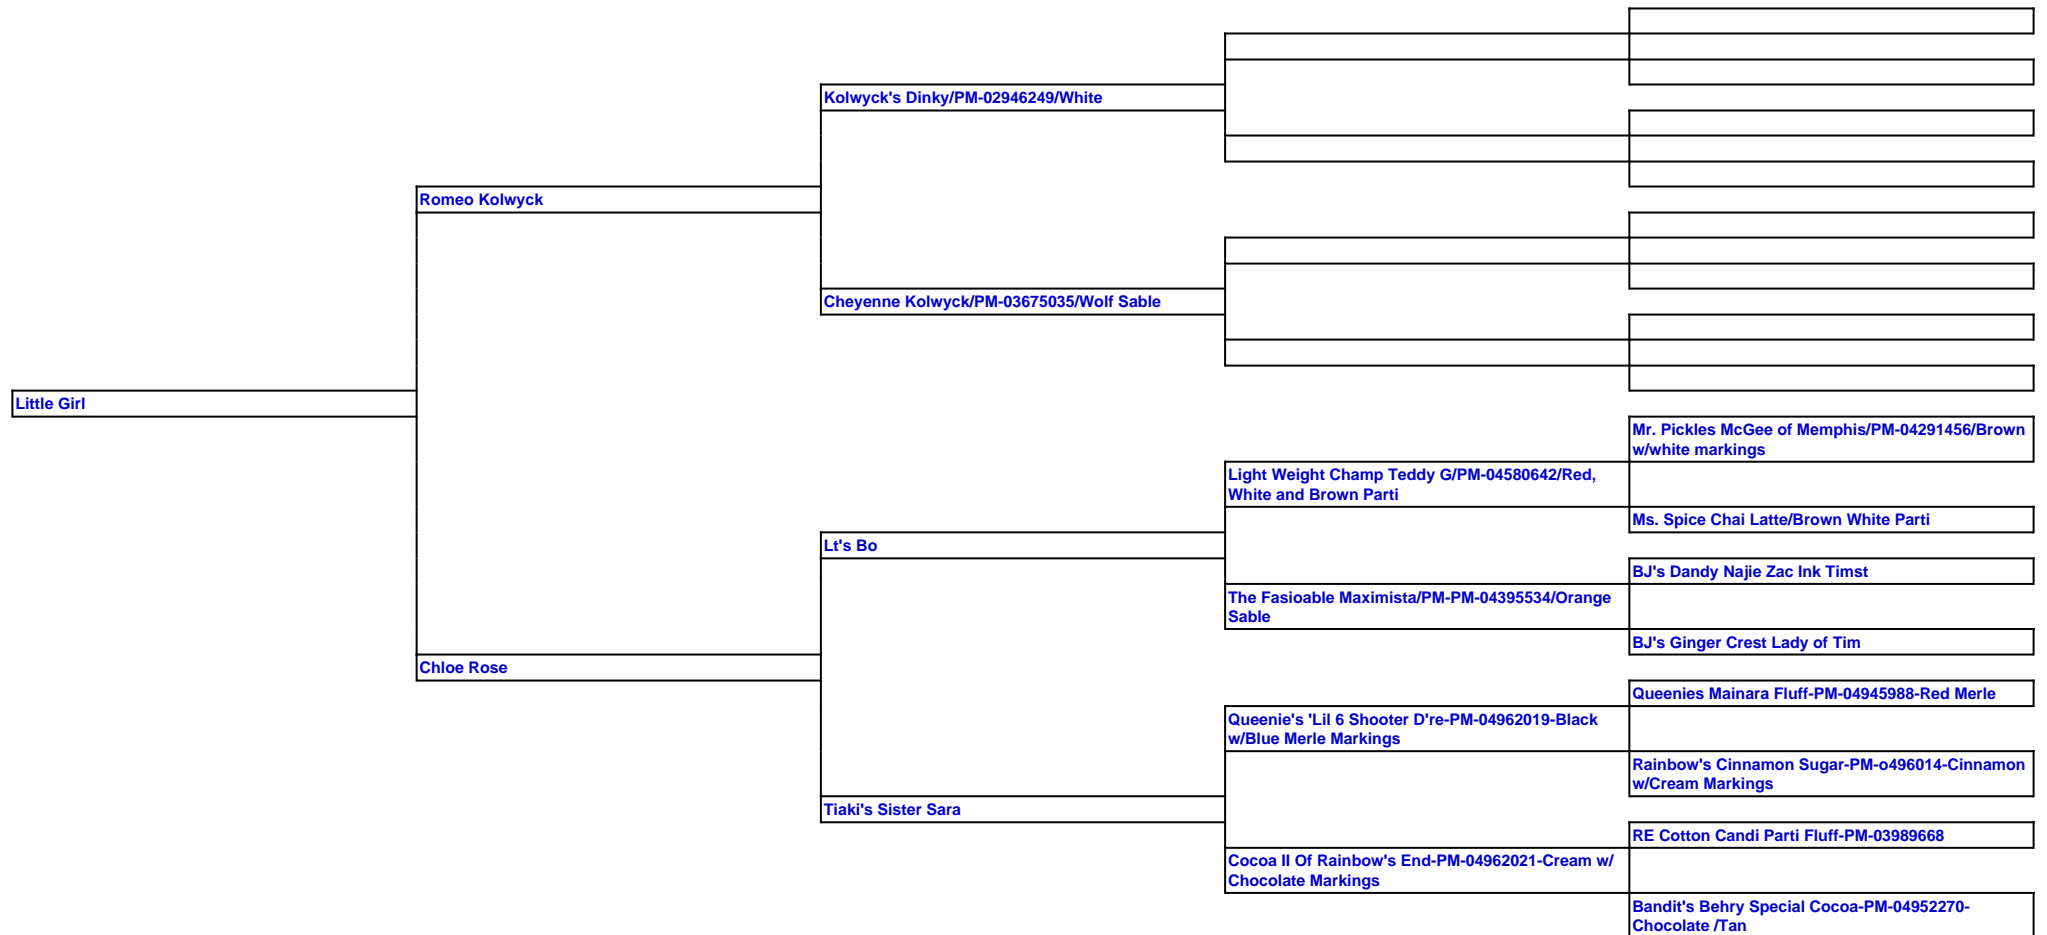 Kolwyck's Dinky/PM-02946249/White
Romeo Kolwyck
Cheyenne Kolwyck/PM-03675035/Wolf Sable
Little Girl
Mr. Pickles McGee of Memphis/PM-04291456/Brown
w/white markings
Light Weight Champ Teddy G/PM-04580642/Red,
White and Brown Parti
Ms. Spice Chai Latte/Brown White Parti
Lt's Bo
BJ's Dandy Najie Zac Ink Timst
The Fasioable Maximista/PM-PM-04395534/Orange
Sable
BJ's Ginger Crest Lady of Tim
Chloe Rose
Queenies Mainara Fluff-PM-04945988-Red Merle
Queenie's 'Lil 6 Shooter D're-PM-04962019-Black
w/Blue Merle Markings
Rainbow's Cinnamon Sugar-PM-o496014-Cinnamon
w/Cream Markings
Tiaki's Sister Sara
RE Cotton Candi Parti Fluff-PM-03989668
Cocoa II Of Rainbow's End-PM-04962021-Cream w/
Chocolate Markings
Bandit's Behry Special Cocoa-PM-04952270-
Chocolate /Tan